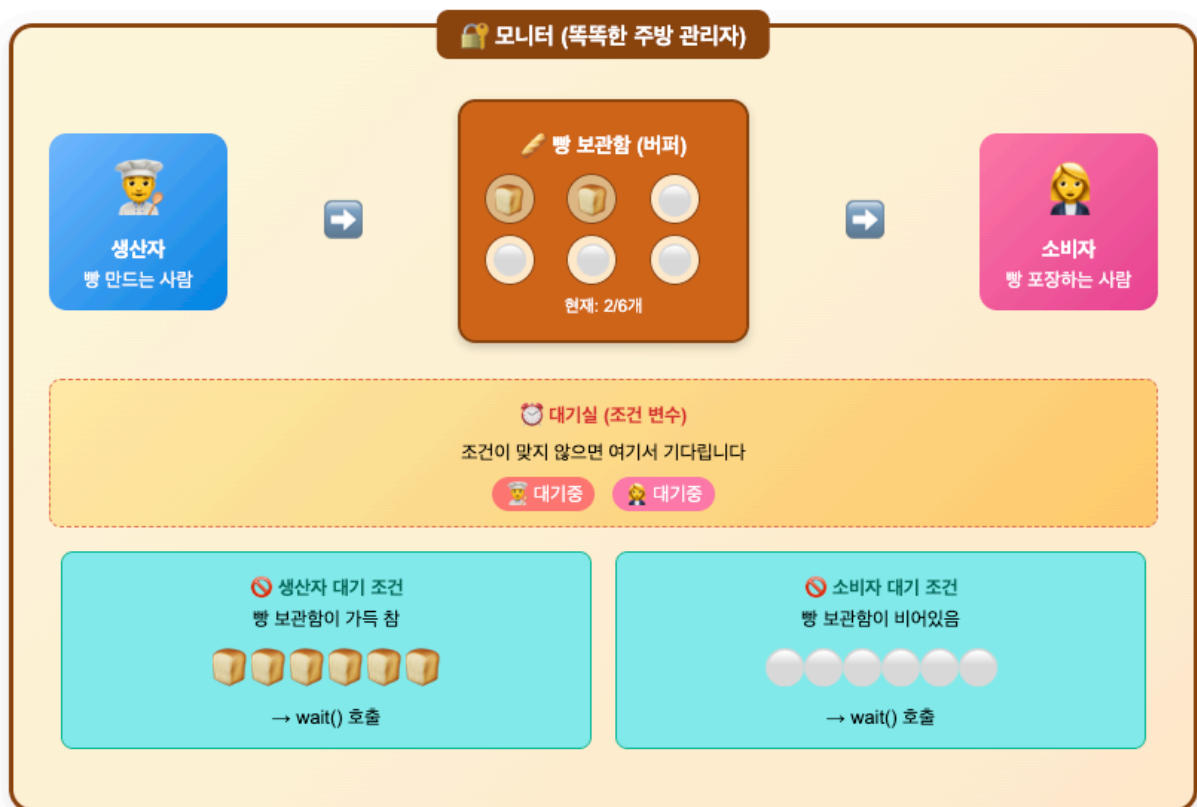 모니터 (똑똑한 주방 관리자)
빵 보관함 (버퍼)
현재: 2/6개
생산자
빵 만드는 사람
소비자
빵 포장하는 사람
대기실 (조건 변수)
조건이 맞지 않으면 여기서 기다립니다
대기중
대기중
생산자 대기 조건
빵 보관함이 가득 참
→ wait() 호출
소비자 대기 조건
빵 보관함이 비어있음
→ wait() 호출